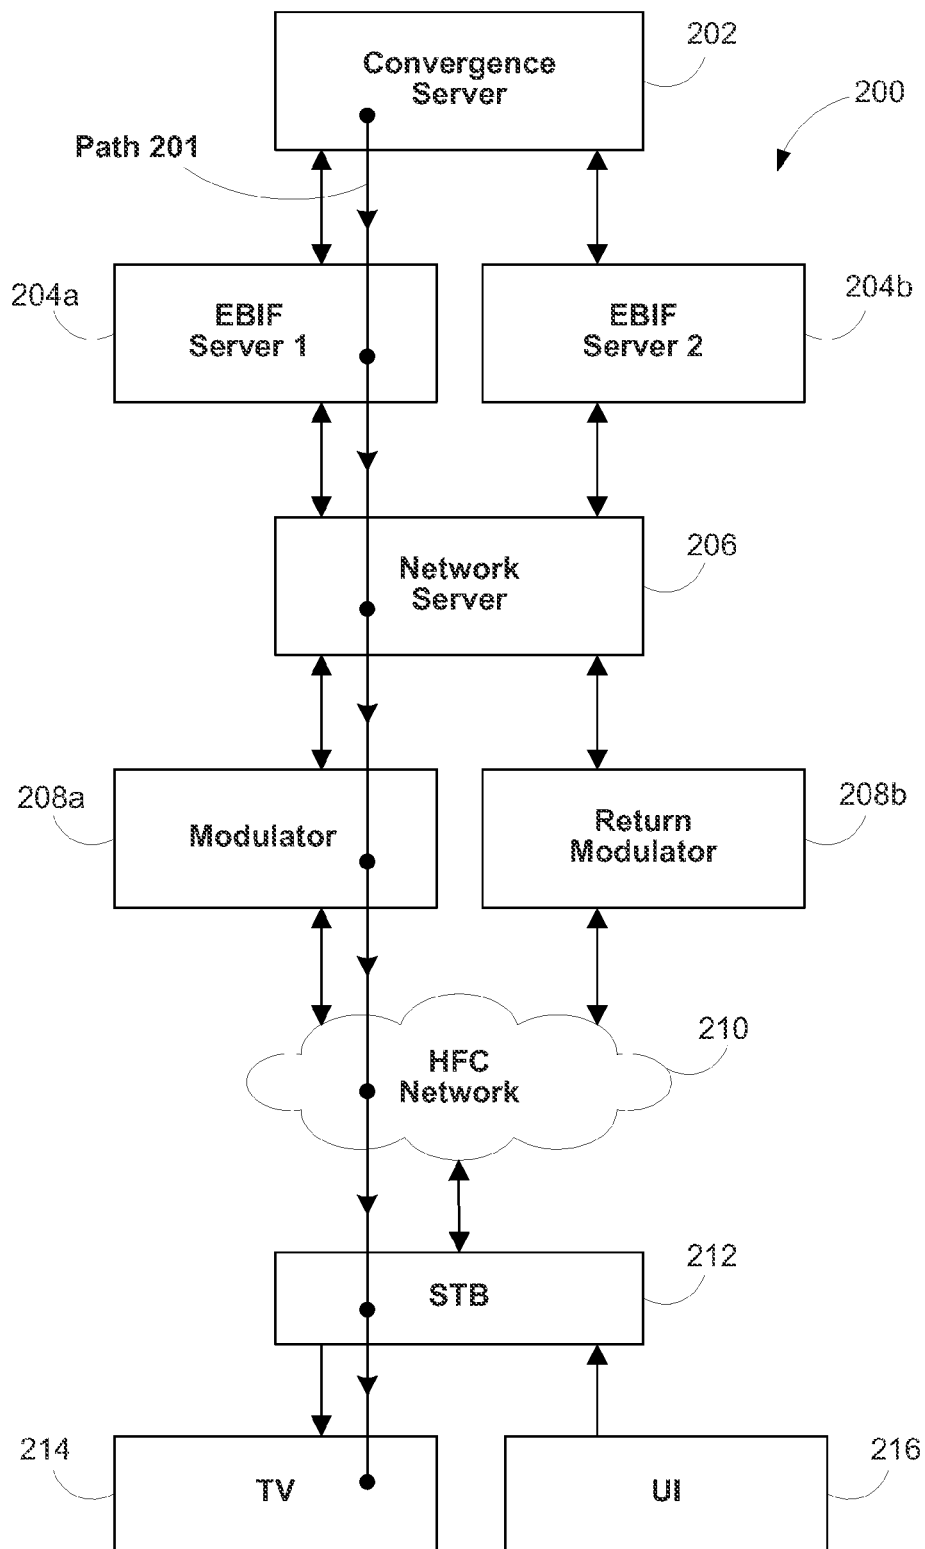 Convergence
Server
202
200
Path 201
204a
EBIF
Server 1
EBIF
Server 2
204b
Network
Server
206
208a
Modulator
Return
Modulator
208b
HFC
Network
210
STB
212
214
TV
UI
216